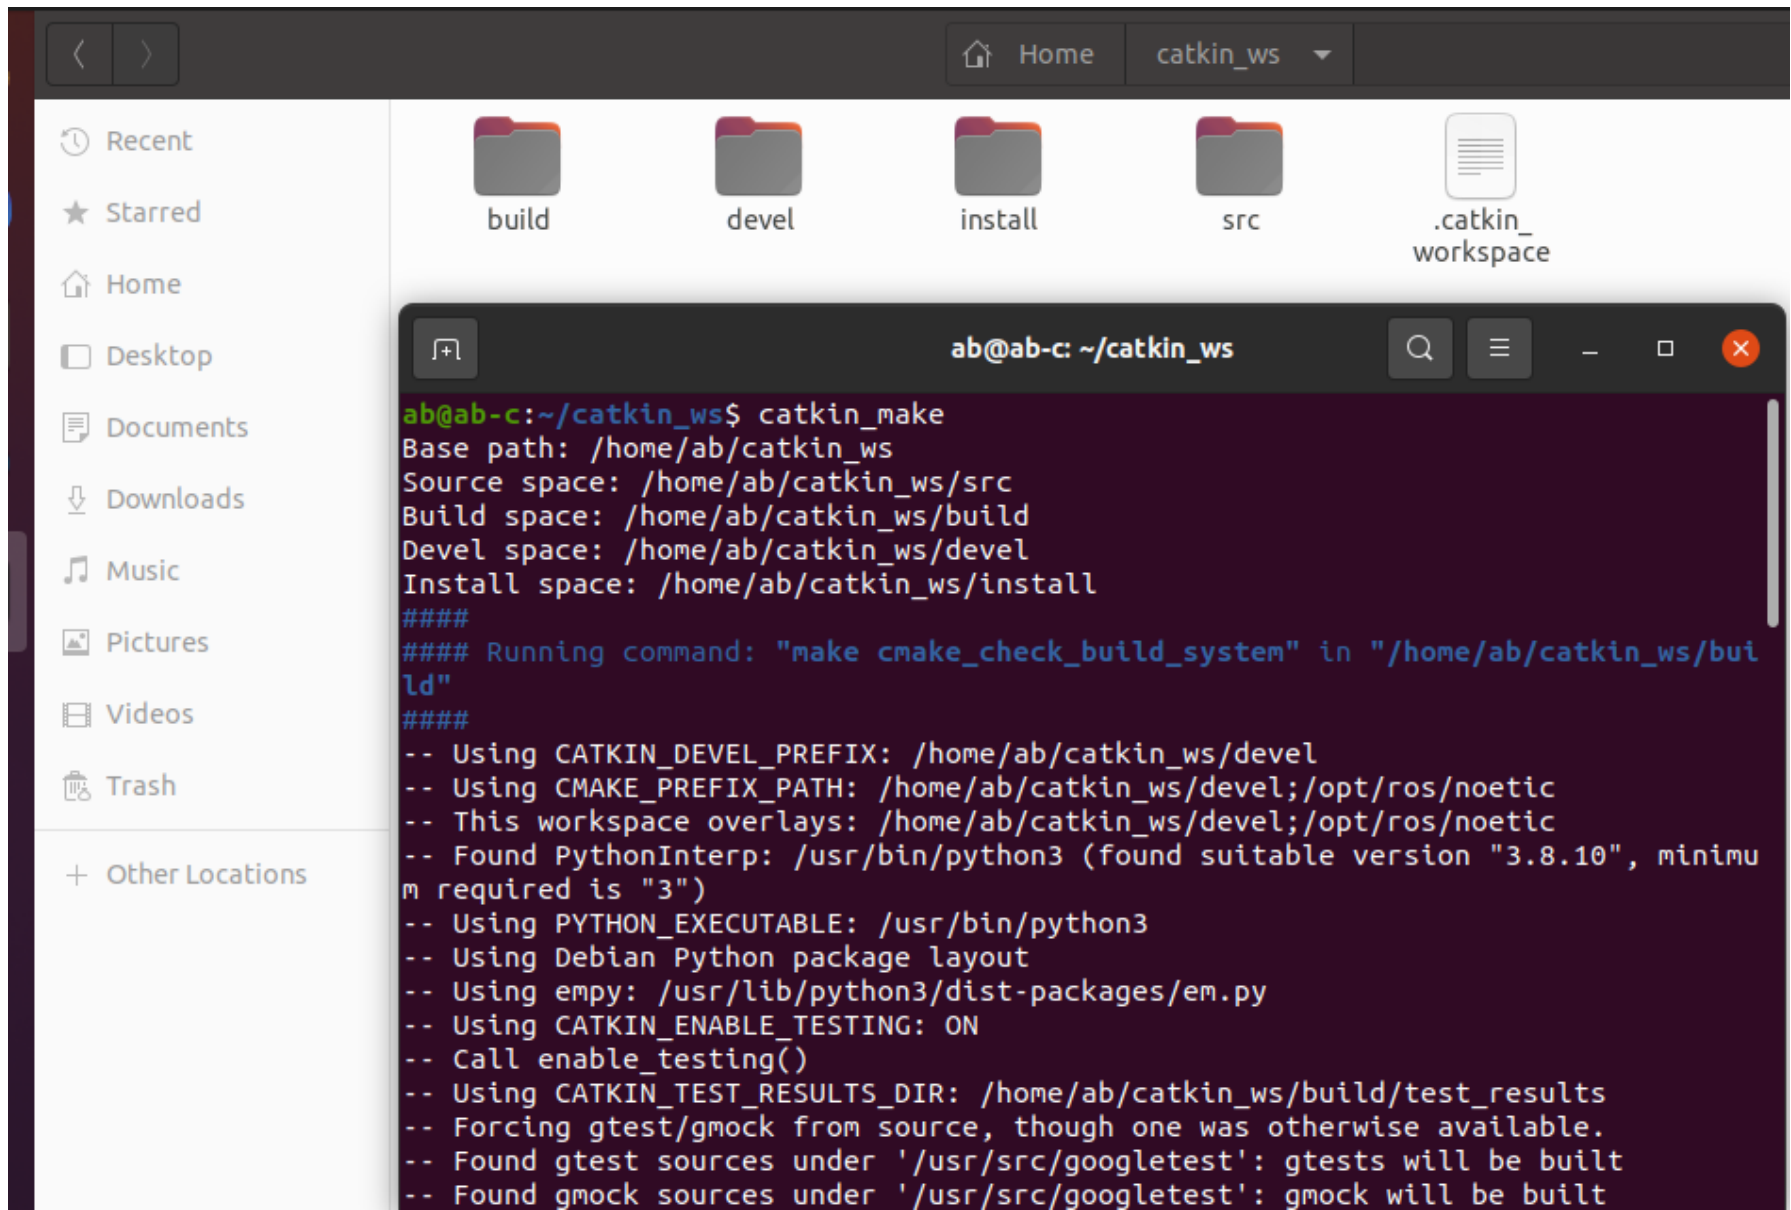 Home catkin_ws
Recent
Starred
Home
Desktop
Documents
Downloads
Music
Pictures
Videos
Trash
Other Locations
build devel install src .catkin_
workspace
ab@ab-c: ~/catkin_ws
ab@ab-c:~/catkin_ws$ catkin_make
Base path: /home/ab/catkin_ws
Source space: /home/ab/catkin_ws/src
Build space: /home/ab/catkin_ws/build
Devel space: /home/ab/catkin_ws/devel
Install space: /home/ab/catkin_ws/install
####
#### Running command: "make cmake_check_build_system" in "/home/ab/catkin_ws/bui
ld"
####
-- Using CATKIN_DEVEL_PREFIX: /home/ab/catkin_ws/devel
-- Using CMAKE_PREFIX_PATH: /home/ab/catkin_ws/devel;/opt/ros/noetic
-- This workspace overlays: /home/ab/catkin_ws/devel;/opt/ros/noetic
-- Found PythonInterp: /usr/bin/python3 (found suitable version "3.8.10", minimu
m required is "3")
-- Using PYTHON_EXECUTABLE: /usr/bin/python3
-- Using Debian Python package layout
-- Using empy: /usr/lib/python3/dist-packages/em.py
-- Using CATKIN_ENABLE_TESTING: ON
-- Call enable_testing()
-- Using CATKIN_TEST_RESULTS_DIR: /home/ab/catkin_ws/build/test_results
-- Forcing gtest/gmock from source, though one was otherwise available.
-- Found gtest sources under '/usr/src/googletest': gtests will be built
-- Found gmock sources under '/usr/src/googletest': gmock will be built